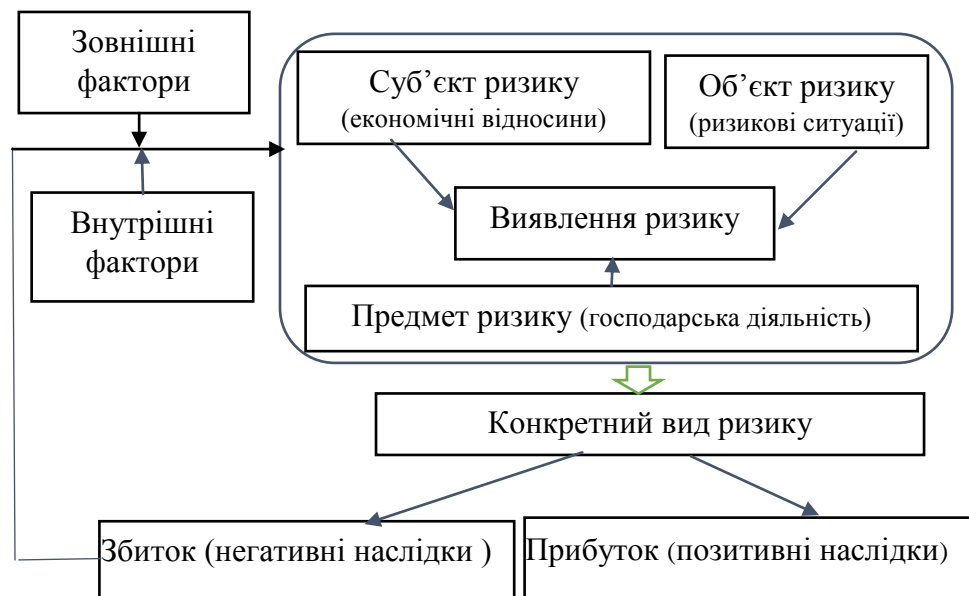 Зовнішні
фактори
Суб’єкт ризику
(економічні відносини)
Об’єкт ризику
(ризикові ситуації)
Внутрішні
фактори
Виявлення ризику
Предмет ризику (господарська діяльність)
Конкретний вид ризику
Збиток (негативні наслідки )
Прибуток (позитивні наслідки)